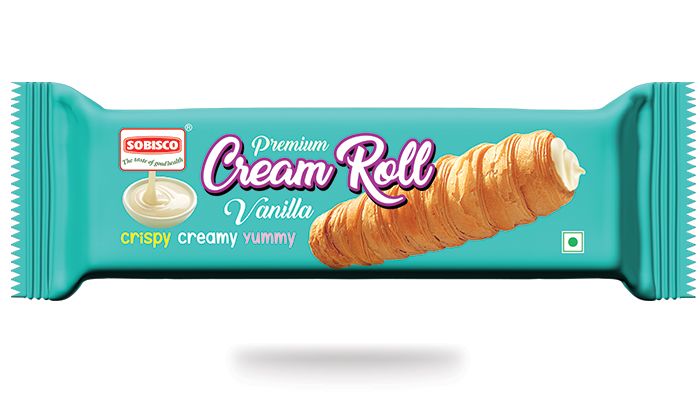 SOBISCO
®
The taste of good health
Premium
Cream Roll
Vanilla
crispy creamy yummy